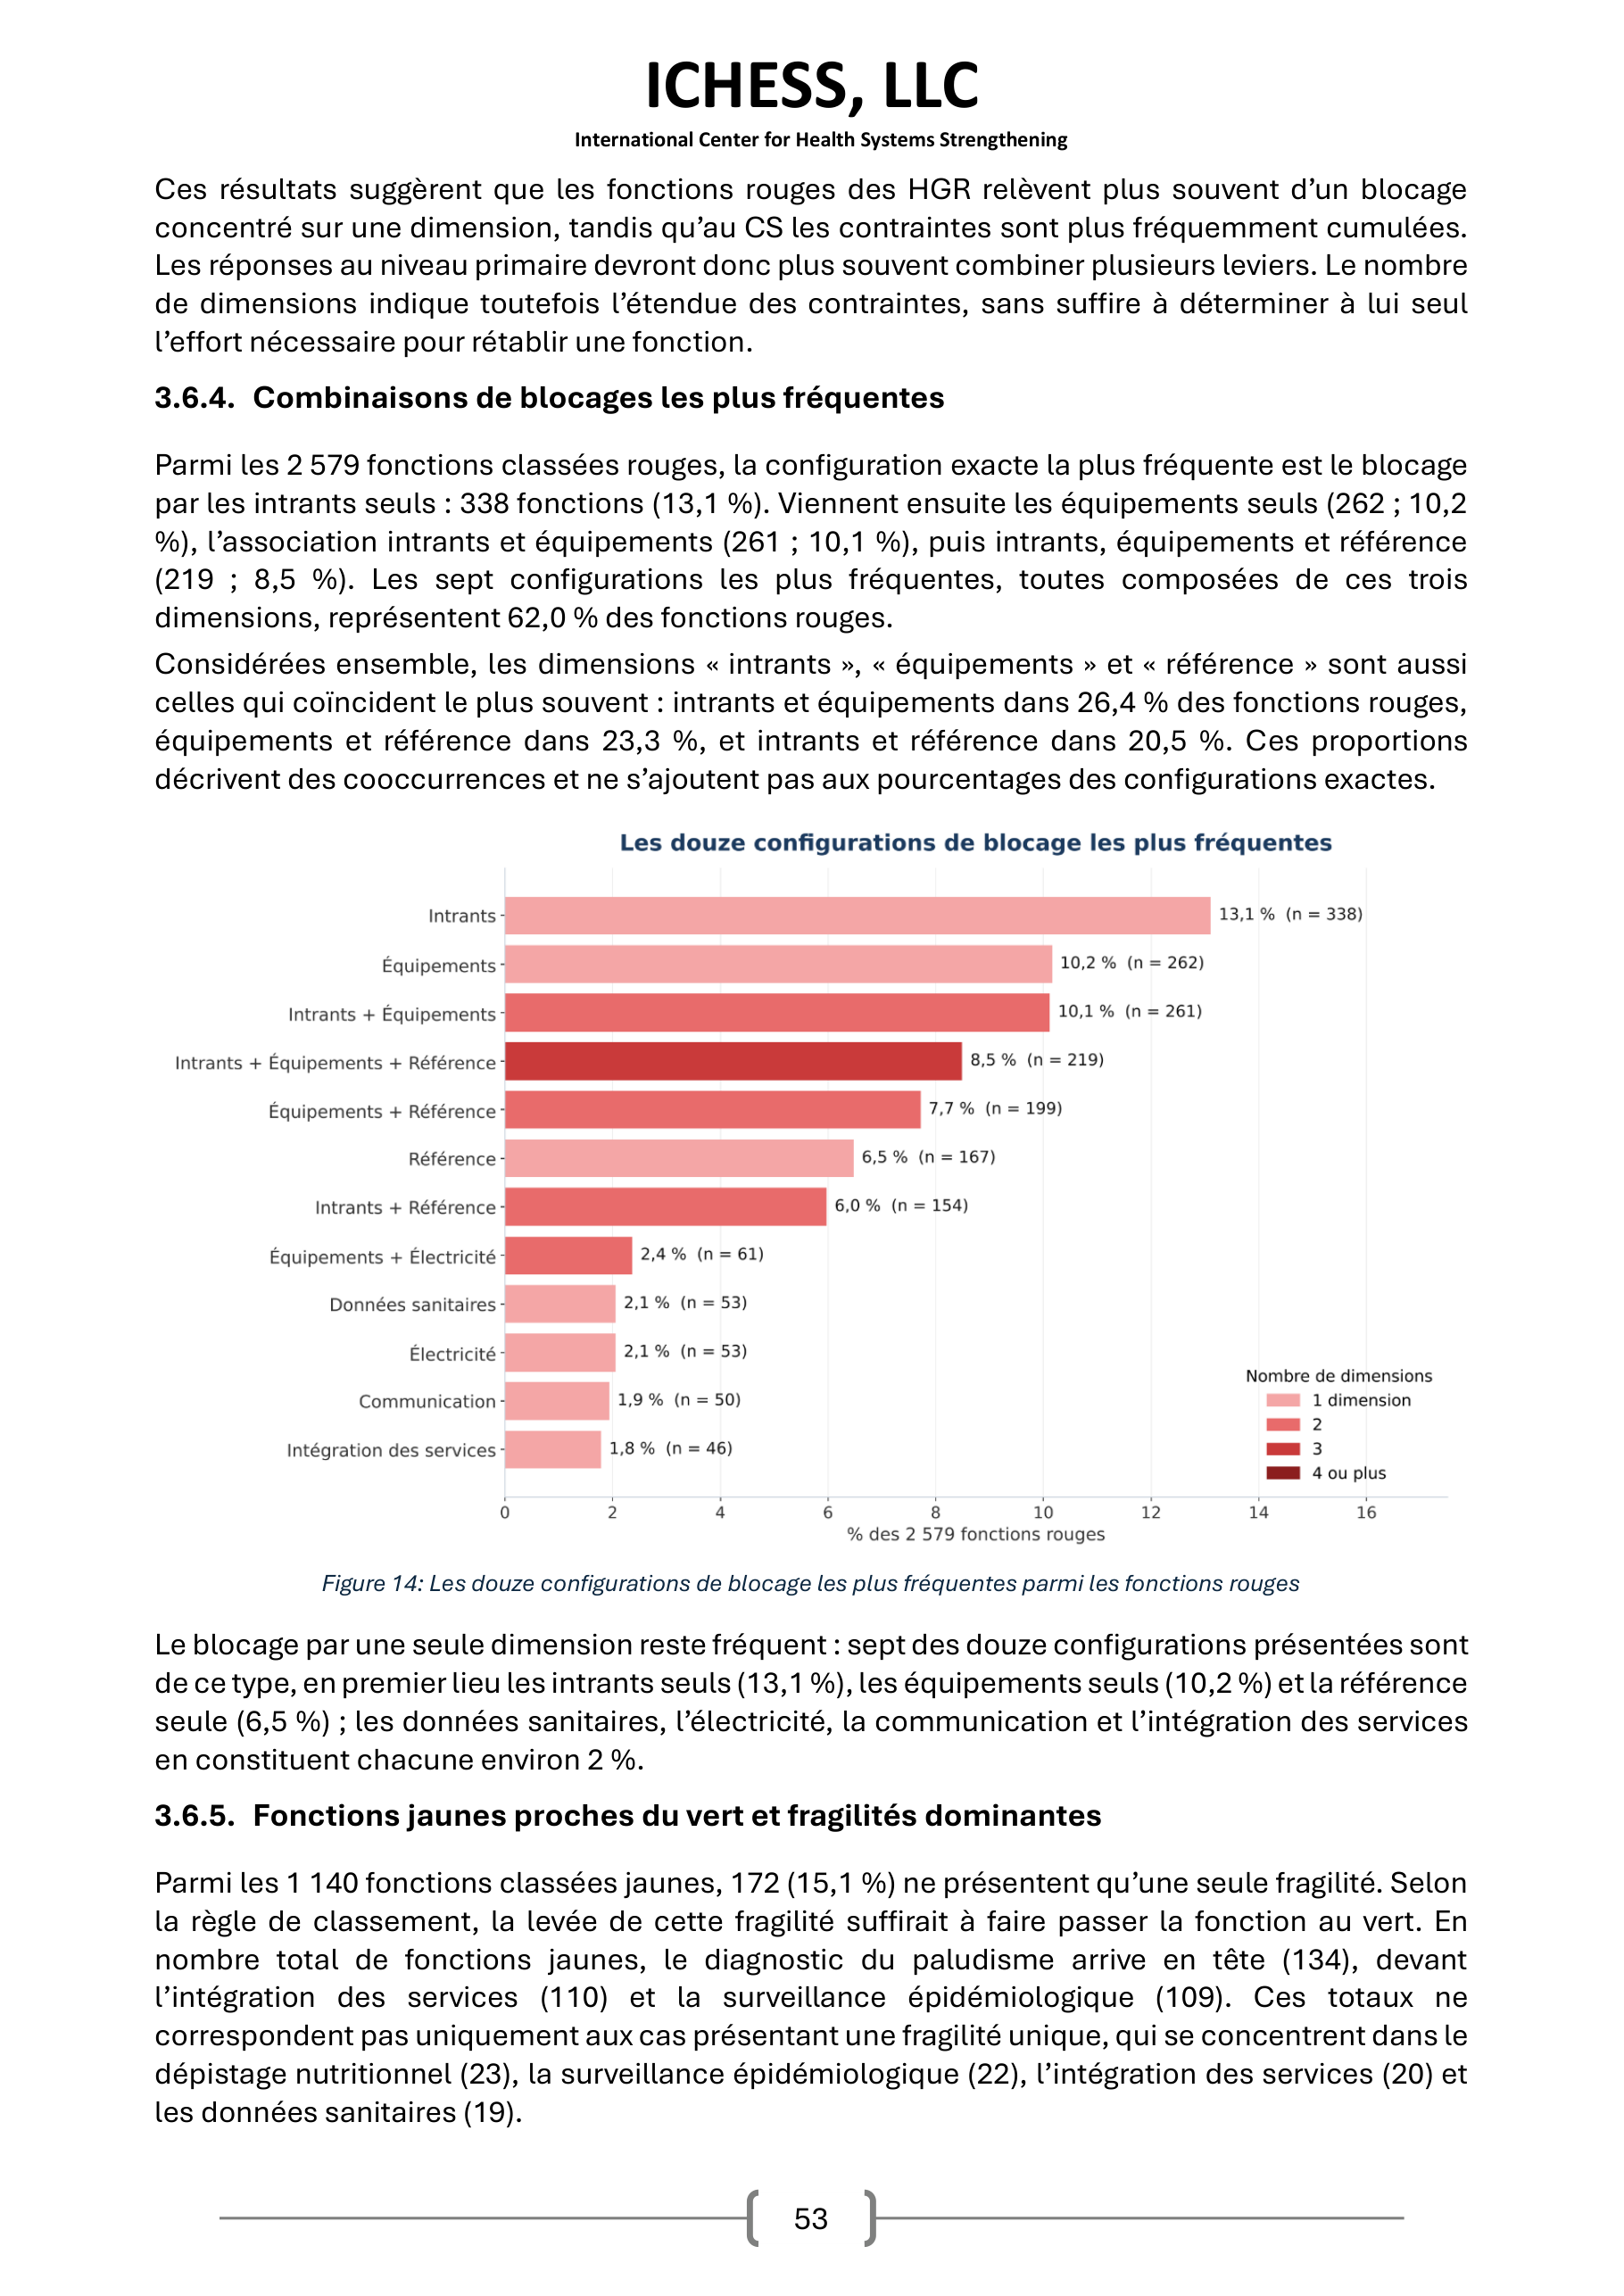 ICHESS, LLC
International Center for Health Systems Strengthening
Ces résultats suggèrent que les fonctions rouges des HGR relèvent plus souvent d’un blocage
concentré sur une dimension, tandis qu’au CS les contraintes sont plus fréquemment cumulées.
Les réponses au niveau primaire devront donc plus souvent combiner plusieurs leviers. Le nombre
de dimensions indique toutefois l’étendue des contraintes, sans suffire à déterminer à lui seul
l’effort nécessaire pour rétablir une fonction.
3.6.4. Combinaisons de blocages les plus fréquentes
Parmi les 2 579 fonctions classées rouges, la configuration exacte la plus fréquente est le blocage
par les intrants seuls : 338 fonctions (13,1 %). Viennent ensuite les équipements seuls (262 ; 10,2
%), l’association intrants et équipements (261 ; 10,1 %), puis intrants, équipements et référence
(219 ; 8,5 %). Les sept configurations les plus fréquentes, toutes composées de ces trois
dimensions, représentent 62,0 % des fonctions rouges.
Considérées ensemble, les dimensions « intrants », « équipements » et « référence » sont aussi
celles qui coïncident le plus souvent : intrants et équipements dans 26,4 % des fonctions rouges,
équipements et référence dans 23,3 %, et intrants et référence dans 20,5 %. Ces proportions
décrivent des cooccurrences et ne s’ajoutent pas aux pourcentages des configurations exactes.
Les douze configurations de blocage les plus fréquentes
Intrants 13,1 % (n = 338)
Équipements 10,2 % (n = 262)
Intrants + Équipements 10,1 % (n = 261)
Intrants + Équipements + Référence 8,5 % (n = 219)
Équipements + Référence 7,7 % (n = 199)
Référence 6,5 % (n = 167)
Intrants + Référence 6,0 % (n = 154)
Équipements + Électricité 2,4 % (n = 61)
Données sanitaires 2,1 % (n = 53)
Électricité 2,1 % (n = 53)
Communication 1,9 % (n = 50)
Intégration des services 1,8 % (n = 46)
Nombre de dimensions
1 dimension
2
3
4 ou plus
0 2 4 6 8 10 12 14 16
% des 2 579 fonctions rouges
Figure 14: Les douze configurations de blocage les plus fréquentes parmi les fonctions rouges
Le blocage par une seule dimension reste fréquent : sept des douze configurations présentées sont
de ce type, en premier lieu les intrants seuls (13,1 %), les équipements seuls (10,2 %) et la référence
seule (6,5 %) ; les données sanitaires, l’électricité, la communication et l’intégration des services
en constituent chacune environ 2 %.
3.6.5. Fonctions jaunes proches du vert et fragilités dominantes
Parmi les 1 140 fonctions classées jaunes, 172 (15,1 %) ne présentent qu’une seule fragilité. Selon
la règle de classement, la levée de cette fragilité suffirait à faire passer la fonction au vert. En
nombre total de fonctions jaunes, le diagnostic du paludisme arrive en tête (134), devant
l’intégration des services (110) et la surveillance épidémiologique (109). Ces totaux ne
correspondent pas uniquement aux cas présentant une fragilité unique, qui se concentrent dans le
dépistage nutritionnel (23), la surveillance épidémiologique (22), l’intégration des services (20) et
les données sanitaires (19).
53